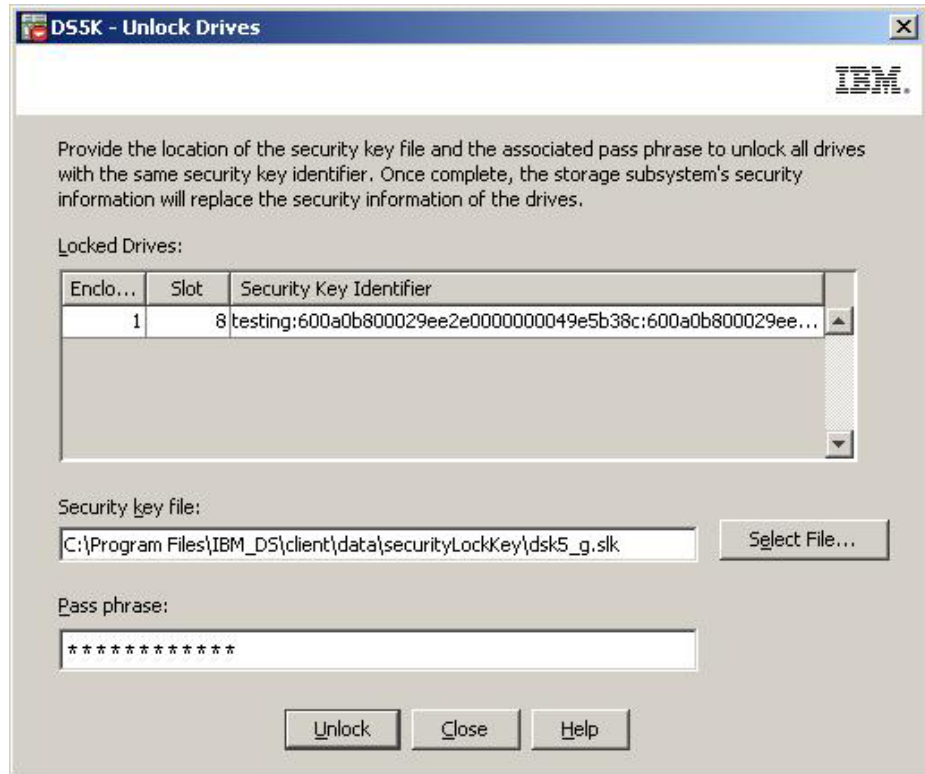 DS5K - Unlock Drives
IBM.
Provide the location of the security key file and the associated pass phrase to unlock all drives
with the same security key identifier. Once complete, the storage subsystem's security
information will replace the security information of the drives.
Locked Drives:
Enclo... Slot Security Key Identifier
1 8 testing:600a0b800029ee2e0000000049e5b38c:600a0b800029ee...
Security key file:
C:\Program Files\IBM_DS\client\data\securityLockKey\dsk5_g.slk Select File...
Pass phrase:
************
Unlock Close Help